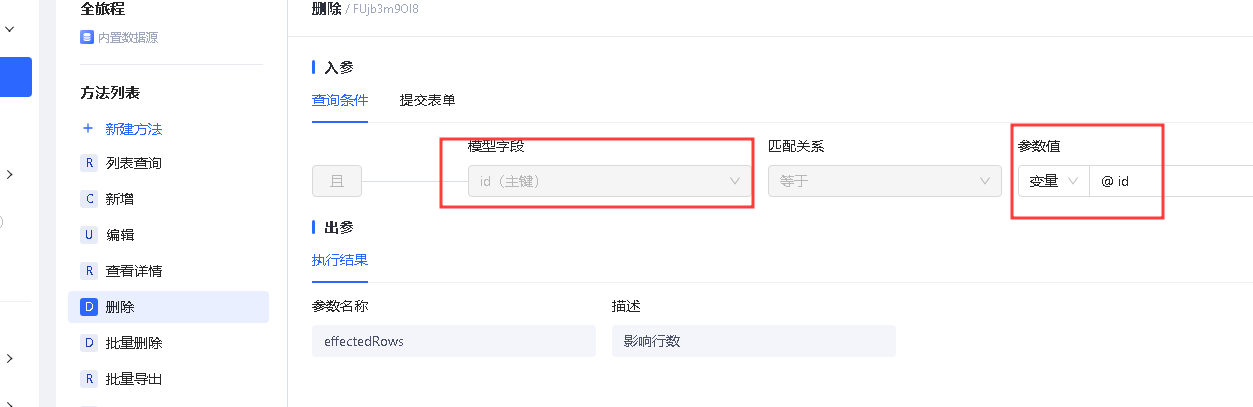 全旅程
内置数据源
方法列表
+ 新建方法
R 列表查询
C 新增
U 编辑
R 查看详情
D 删除
D 批量删除
R 批量导出
删除 / FUjb3m9OI8
入参
查询条件 提交表单
模型字段 匹配关系 参数值
且 id（主键） 等于 变量 @ id
出参
执行结果
参数名称 描述
effectedRows 影响行数